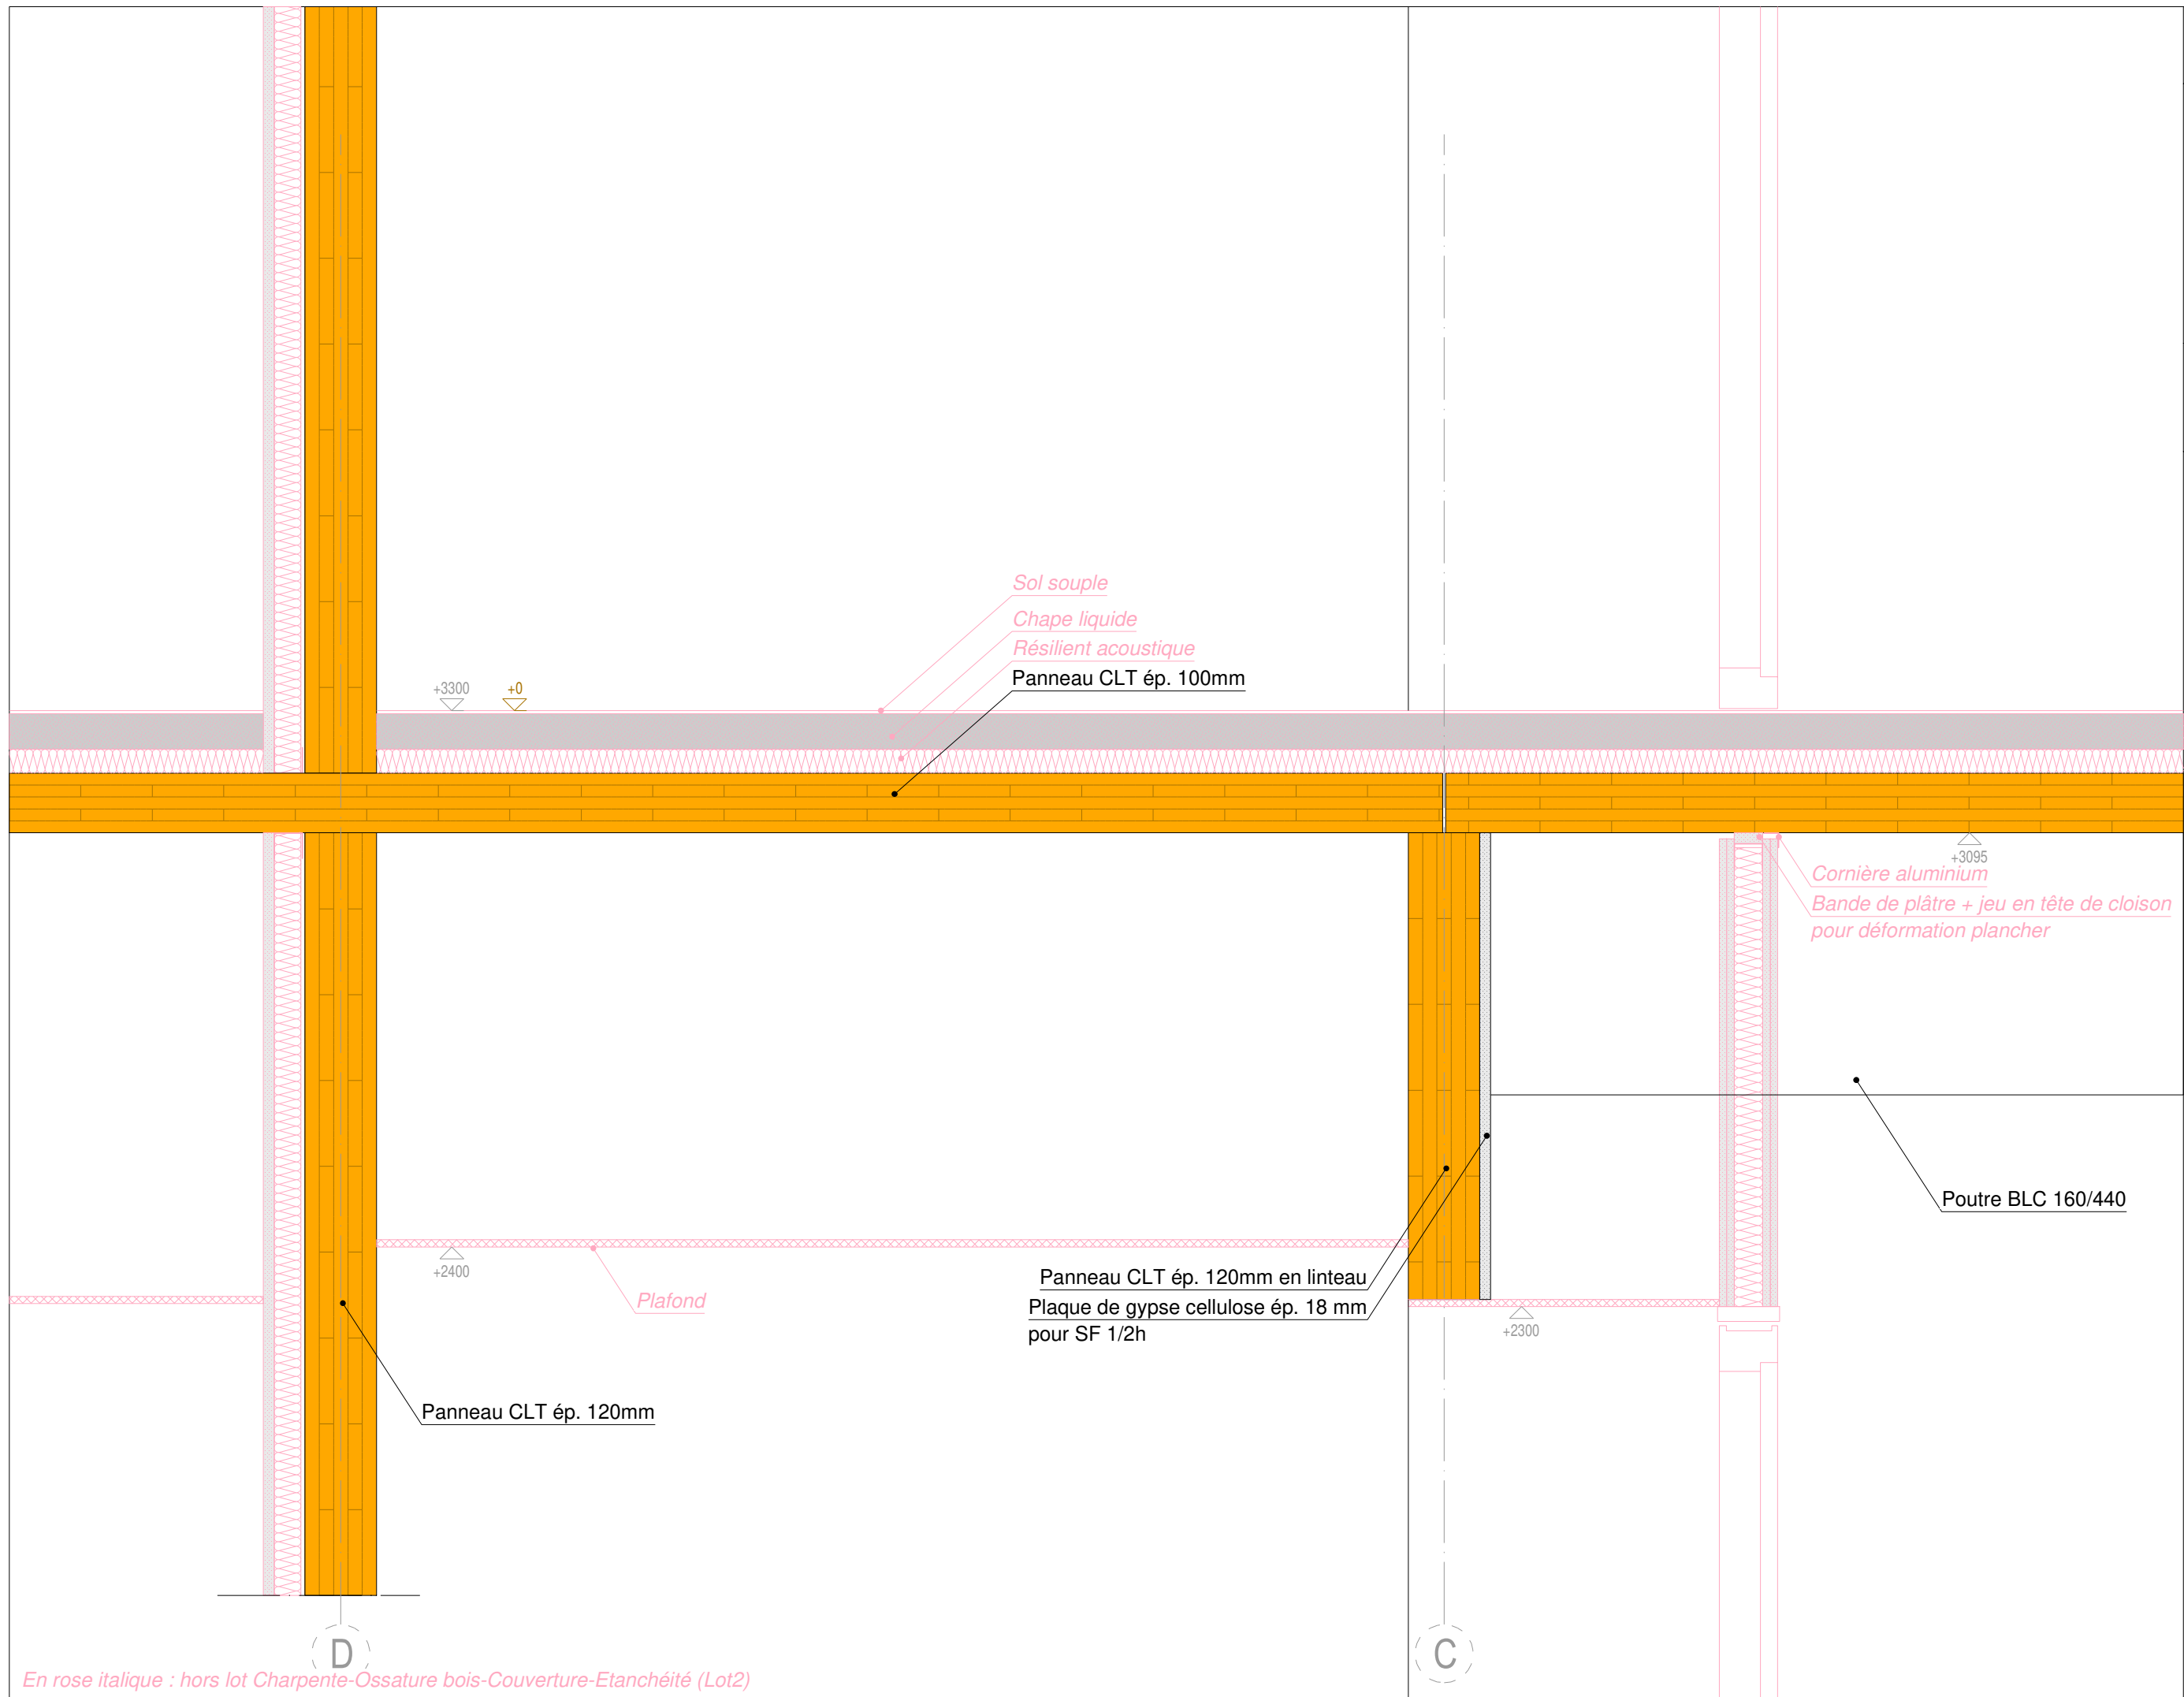 Sol souple
Chape liquide
Résilient acoustique
Panneau CLT ép. 100mm
+3300
+0
+3095
Cornière aluminium
Bande de plâtre + jeu en tête de cloison
pour déformation plancher
Poutre BLC 160/440
+2400
Plafond
Panneau CLT ép. 120mm en linteau
Plaque de gypse cellulose ép. 18 mm
pour SF 1/2h
+2300
Panneau CLT ép. 120mm
D
C
En rose italique : hors lot Charpente-Ossature bois-Couverture-Etanchéité (Lot2)